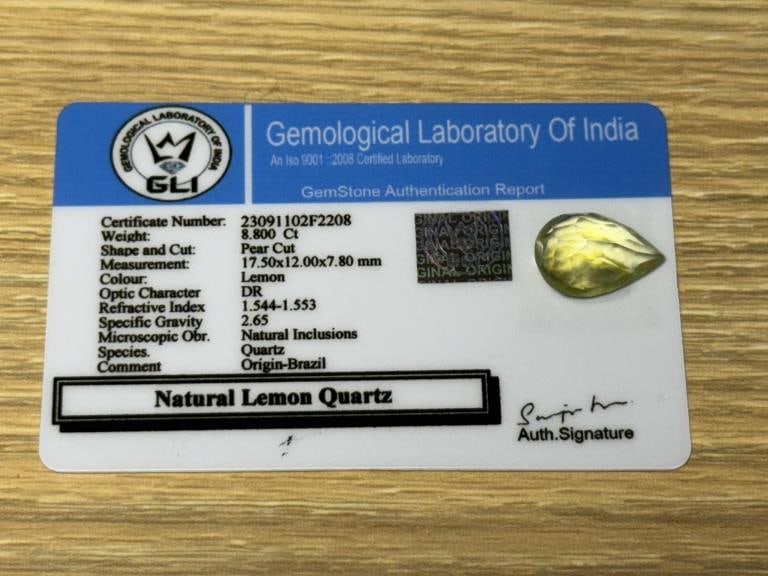 GEMOLOGICAL LABORATORY OF INDIA
GLI
Gemological Laboratory Of India
An Iso 9001 ::2008 Certified Laboratory
GemStone Authentication Report
Certificate Number: 23091102F2208
Weight: 8.800 Ct
Shape and Cut: Pear Cut
Measurement: 17.50x12.00x7.80 mm
Colour: Lemon
Optic Character DR
Refractive Index 1.544-1.553
Specific Gravity 2.65
Microscopic Obr. Natural Inclusions
Species. Quartz
Comment Origin-Brazil
Natural Lemon Quartz
Auth.Signature